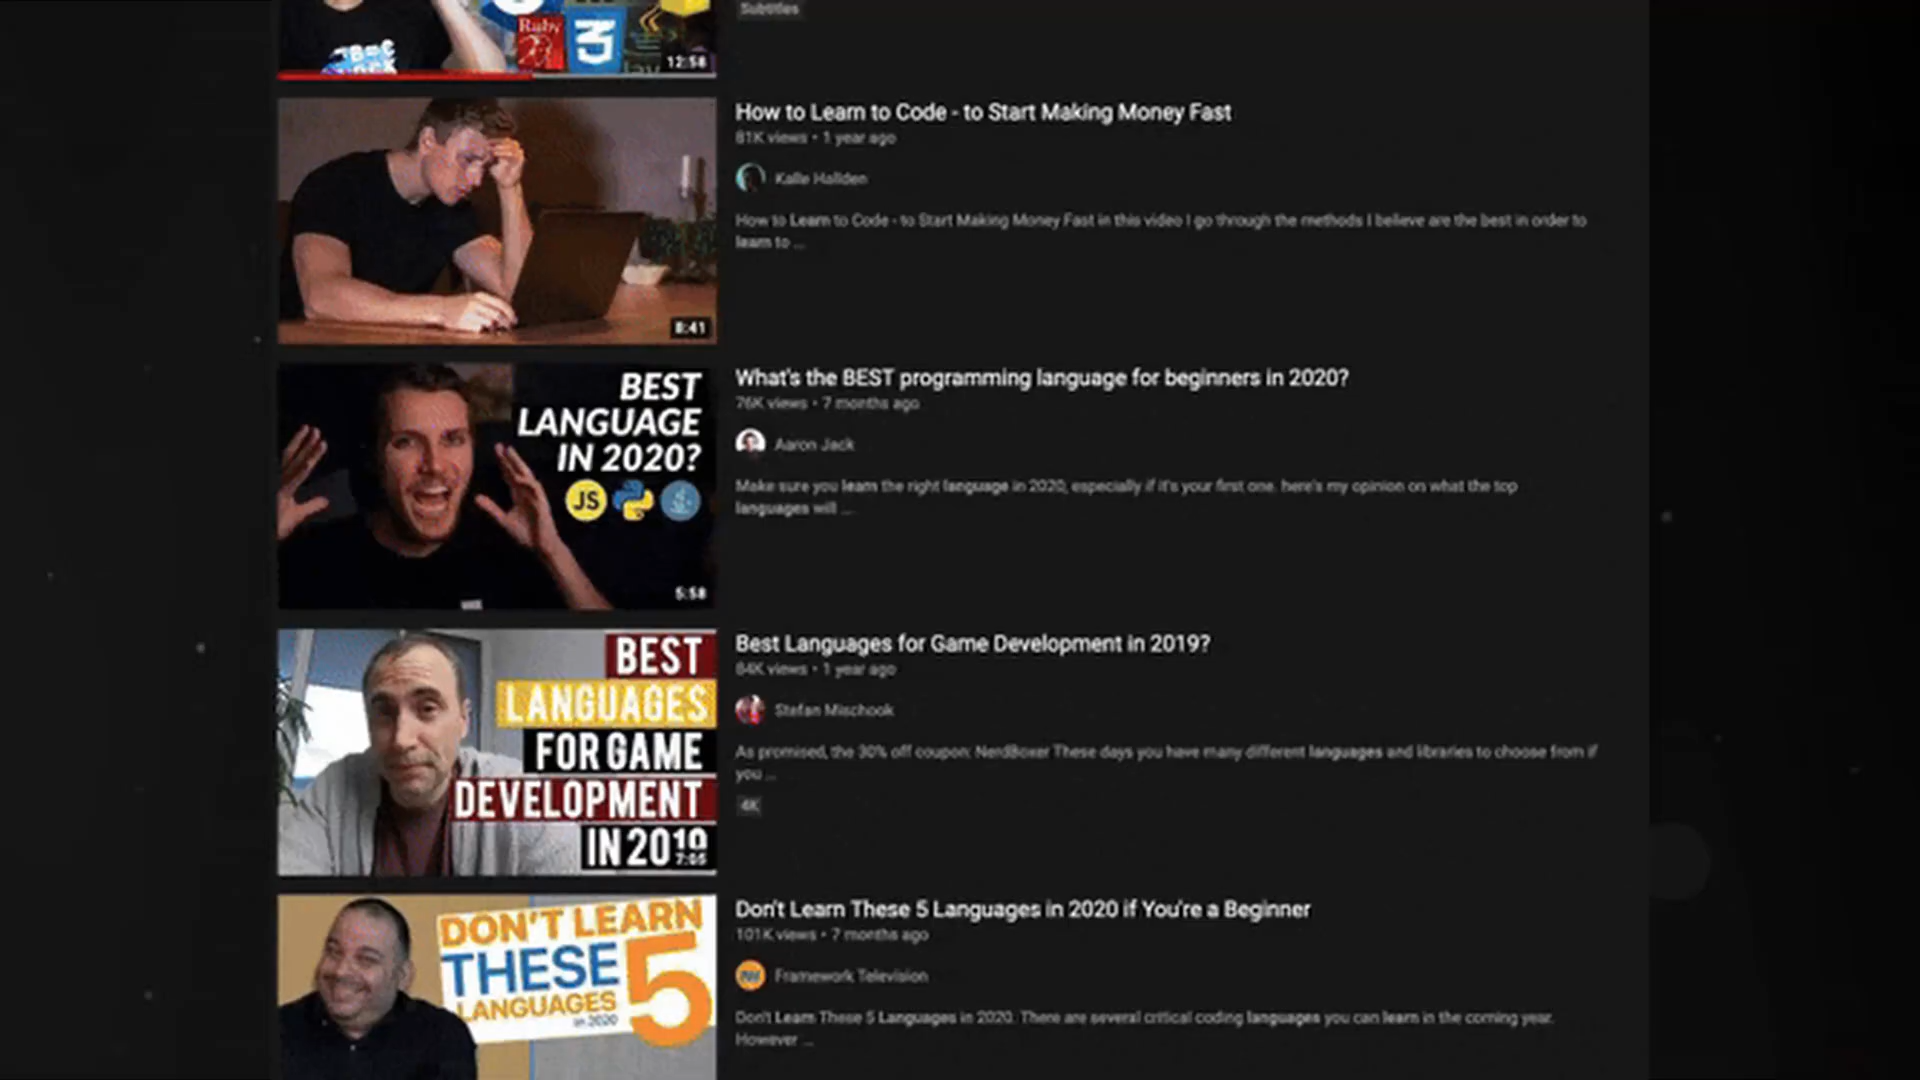 Subtitles
Ruby
3
12:58
How to Learn to Code - to Start Making Money Fast
81K views • 1 year ago
Kalle Hallden
How to Learn to Code - to Start Making Money Fast in this video I go through the methods I believe are the best in order to
learn to ...
8:41
BEST
LANGUAGE
IN 2020?
JS
5:58
What's the BEST programming language for beginners in 2020?
76K views • 7 months ago
Aaron Jack
Make sure you learn the right language in 2020, especially if it's your first one. here's my opinion on what the top
languages will ...
BEST
LANGUAGES
FOR GAME
DEVELOPMENT
IN 2019
7:05
Best Languages for Game Development in 2019?
84K views • 1 year ago
Stefan Mischook
As promised, the 30% off coupon: NerdBoxer These days you have many different languages and libraries to choose from if
you ...
4K
DON'T LEARN
THESE 5
LANGUAGES
in 2020
Don't Learn These 5 Languages in 2020 if You're a Beginner
101K views • 7 months ago
Framework Television
Don't Learn These 5 Languages in 2020. There are several critical coding languages you can learn in the coming year.
However ...